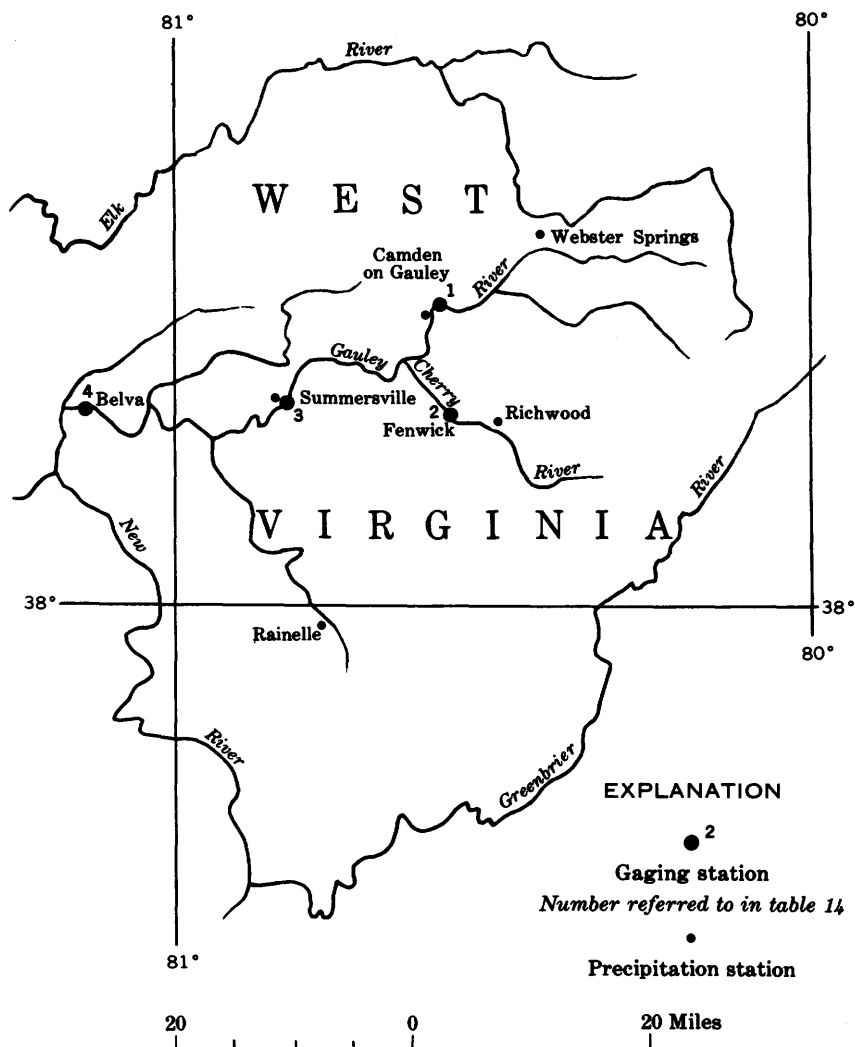 81°
80°
River
Elk
WEST
Webster Springs
Camden
on Gauley
River
1
Gauley
Cherry
4 Belva
Summersville
3
2
Fenwick
Richwood
River
River
New
VIRGINIA
38°
38°
Rainelle
80°
River
Greenbrier
EXPLANATION
2
Gaging station
Number referred to in table 14
Precipitation station
81°
20 0 20 Miles